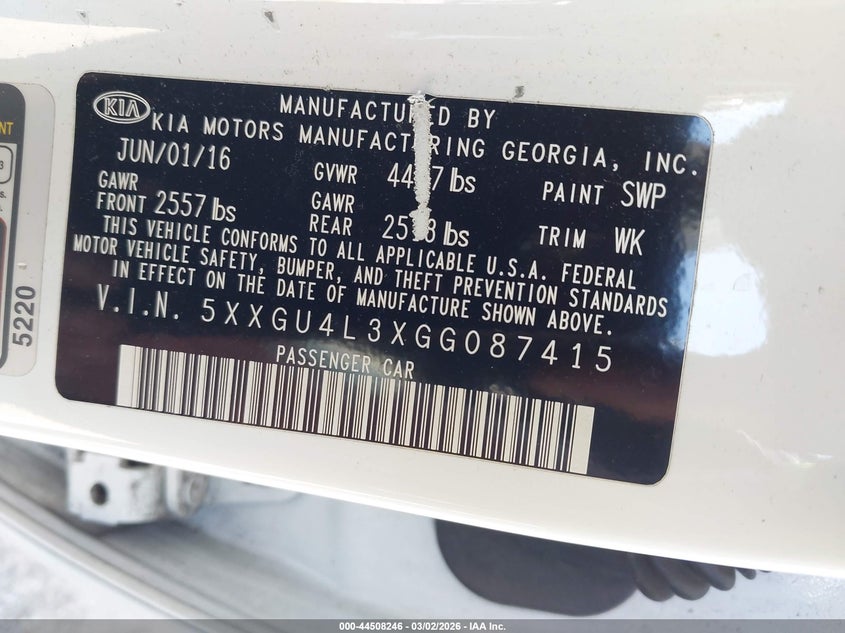 KIA
MANUFACTURED BY
KIA MOTORS MANUFACTURING GEORGIA, INC.
JUN/01/16 GVWR lbs PAINT SWP
GAWR FRONT 2557 lbs GAWR REAR lbs TRIM WK
THIS VEHICLE CONFORMS TO ALL APPLICABLE U.S.A. FEDERAL
MOTOR VEHICLE SAFETY, BUMPER, AND THEFT PREVENTION STANDARDS
IN EFFECT ON THE DATE OF MANUFACTURE SHOWN ABOVE.
V.I.N. 5XXGU4L3XGG087415
PASSENGER CAR
5220
000-44508246 - 03/02/2026 - IAA Inc.